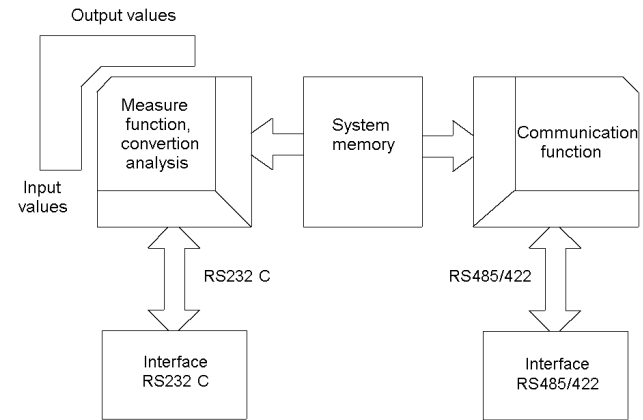 Output values
Measure
function,
convertion
analysis
System
memory
Communication
function
Input
values
RS232 C
RS485/422
Interface
RS232 C
Interface
RS485/422